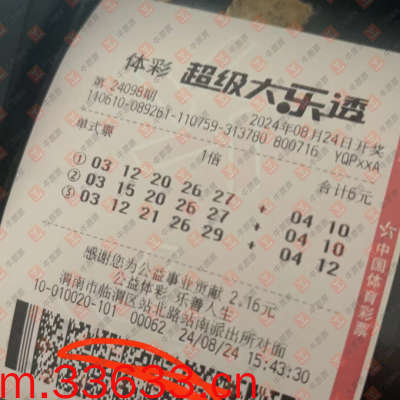 体彩 超级大乐透
第 24098期 2024年08月24日开奖
140610-089261-110759-313780 800716 YQPxxA
单式票 1倍 合计6元
① 03 12 20 26 27 + 04 10
② 03 15 20 26 27 + 04 10
③ 03 12 21 26 29 + 04 12
感谢您为公益事业贡献 2.16元
公益体彩 乐善人生
渭南市临渭区站北路站南派出所对面
10-010020-101 00062 24/08/24 15:43:30
中国体育彩票
m.33633.cn